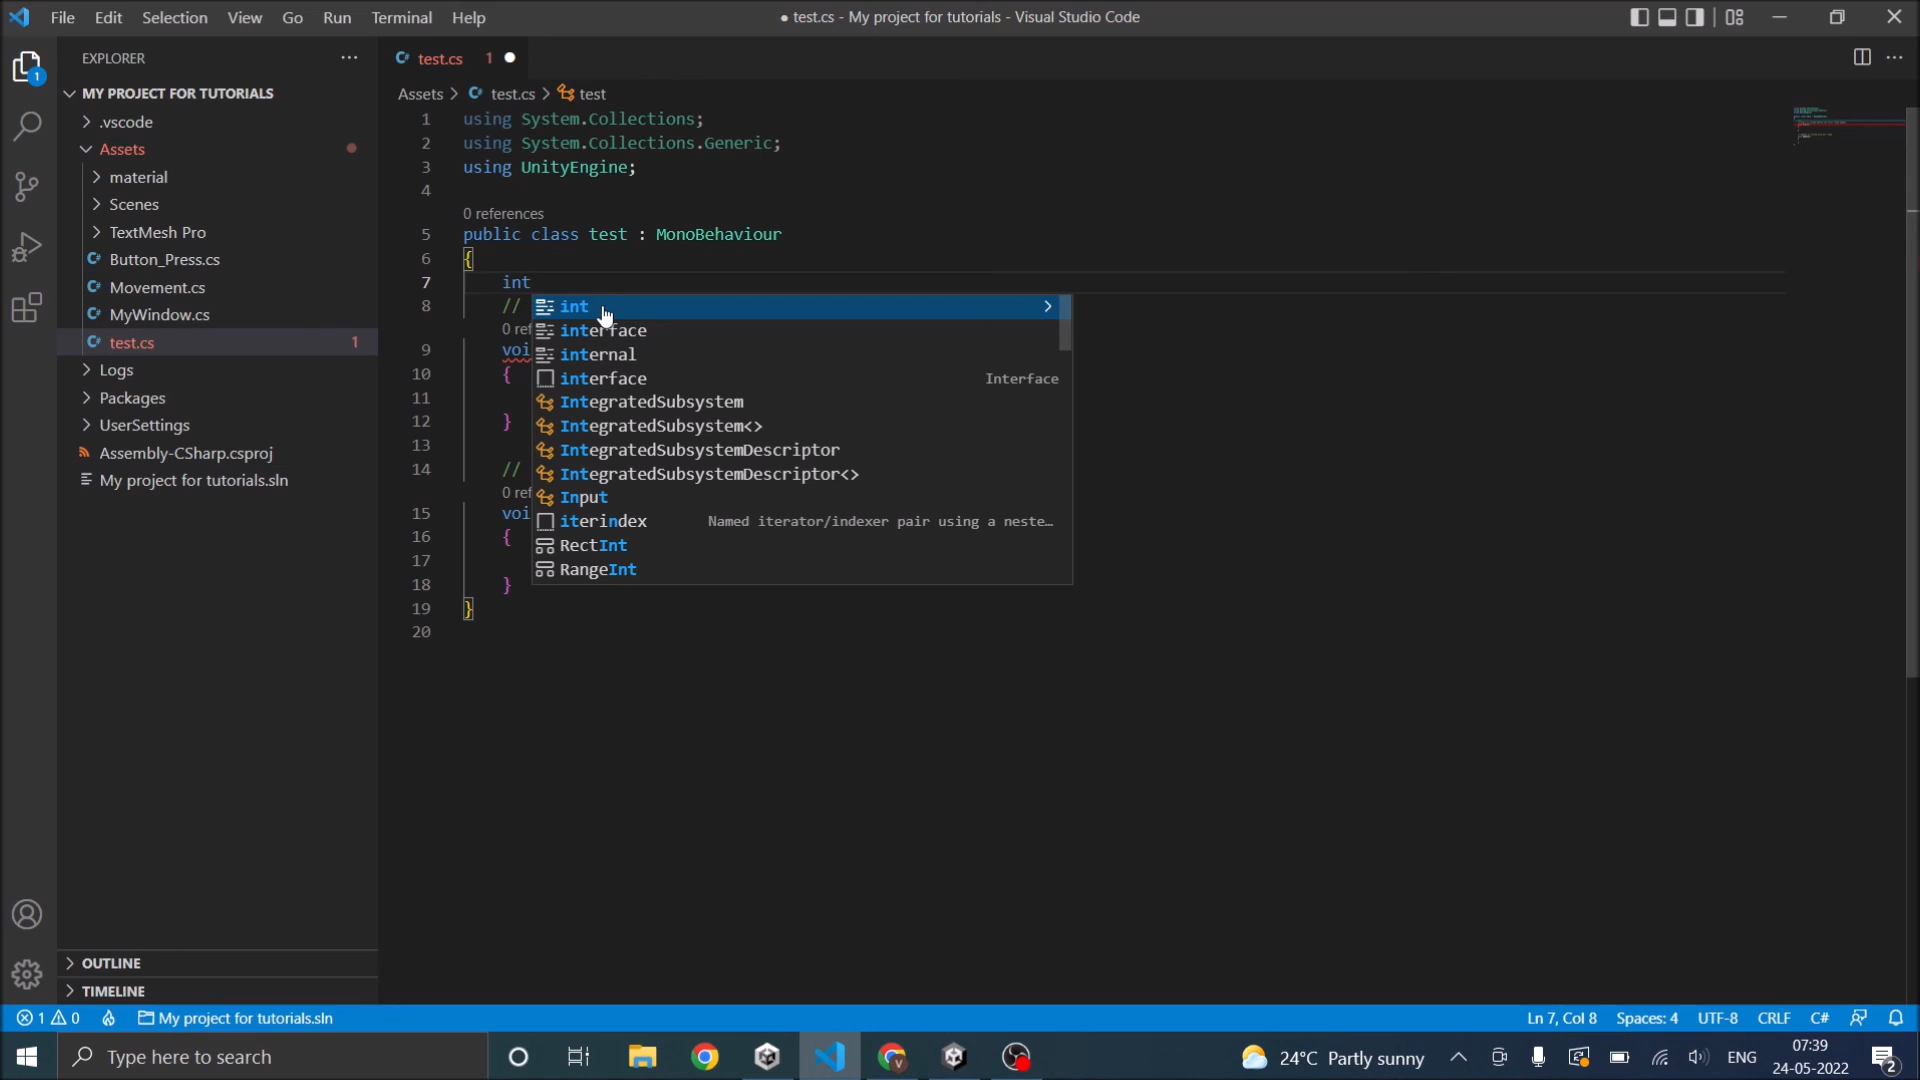 File Edit Selection View Go Run Terminal Help
● test.cs - My project for tutorials - Visual Studio Code
EXPLORER
1
MY PROJECT FOR TUTORIALS
.vscode
Assets
material
Scenes
TextMesh Pro
Button_Press.cs
Movement.cs
MyWindow.cs
test.cs 1
Logs
Packages
UserSettings
Assembly-CSharp.csproj
My project for tutorials.sln
OUTLINE
TIMELINE
test.cs 1
Assets > test.cs > test
1 using System.Collections;
2 using System.Collections.Generic;
3 using UnityEngine;
4
0 references
5 public class test : MonoBehaviour
6 {
7 int
8 //
0 ref
9 voi
10 {
11
12 }
13
14 //
0 ref
15 voi
16 {
17
18 }
19 }
20
int
interface
internal
interface Interface
IntegratedSubsystem
IntegratedSubsystem<>
IntegratedSubsystemDescriptor
IntegratedSubsystemDescriptor<>
Input
iterindex Named iterator/indexer pair using a neste…
RectInt
RangeInt
1 0 My project for tutorials.sln
Ln 7, Col 8 Spaces: 4 UTF-8 CRLF C#
Type here to search
24°C Partly sunny
ENG
07:39
24-05-2022
2